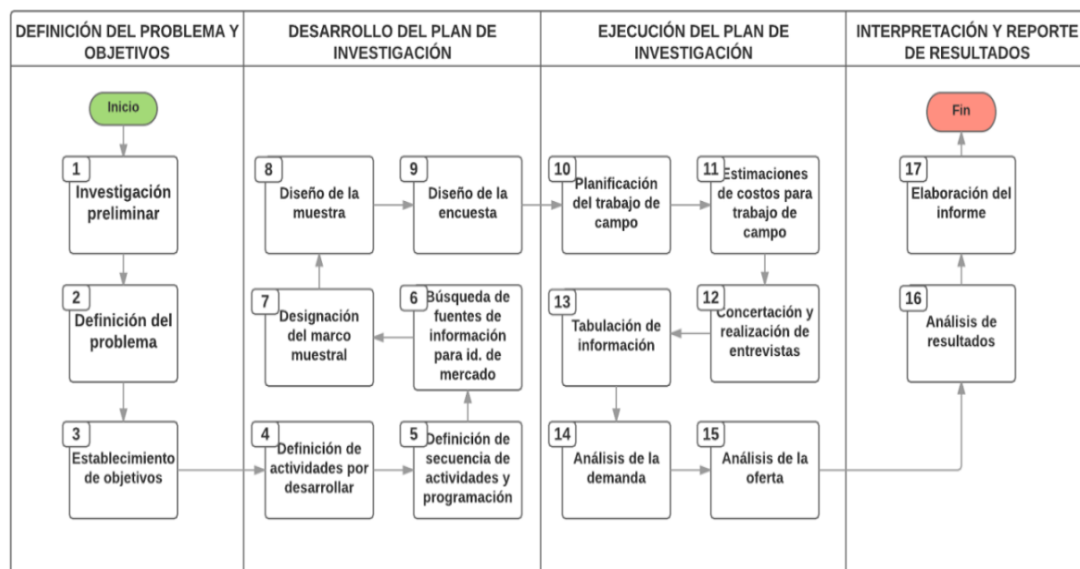 DEFINICIÓN DEL PROBLEMA Y
OBJETIVOS
DESARROLLO DEL PLAN DE
INVESTIGACIÓN
EJECUCIÓN DEL PLAN DE
INVESTIGACIÓN
INTERPRETACIÓN Y REPORTE
DE RESULTADOS
Inicio
1
Investigación
preliminar
2
Definición del
problema
3
Establecimiento
de objetivos
4
Definición de
actividades por
desarrollar
5
Definición de
secuencia de
actividades y
programación
6
Búsqueda de
fuentes de
información
para id. de
mercado
7
Designación
del marco
muestral
8
Diseño de la
muestra
9
Diseño de la
encuesta
10
Planificación
del trabajo de
campo
11
Estimaciones
de costos para
trabajo de
campo
12
Concertación y
realización de
entrevistas
13
Tabulación de
información
14
Análisis de la
demanda
15
Análisis de la
oferta
16
Análisis de
resultados
17
Elaboración del
informe
Fin